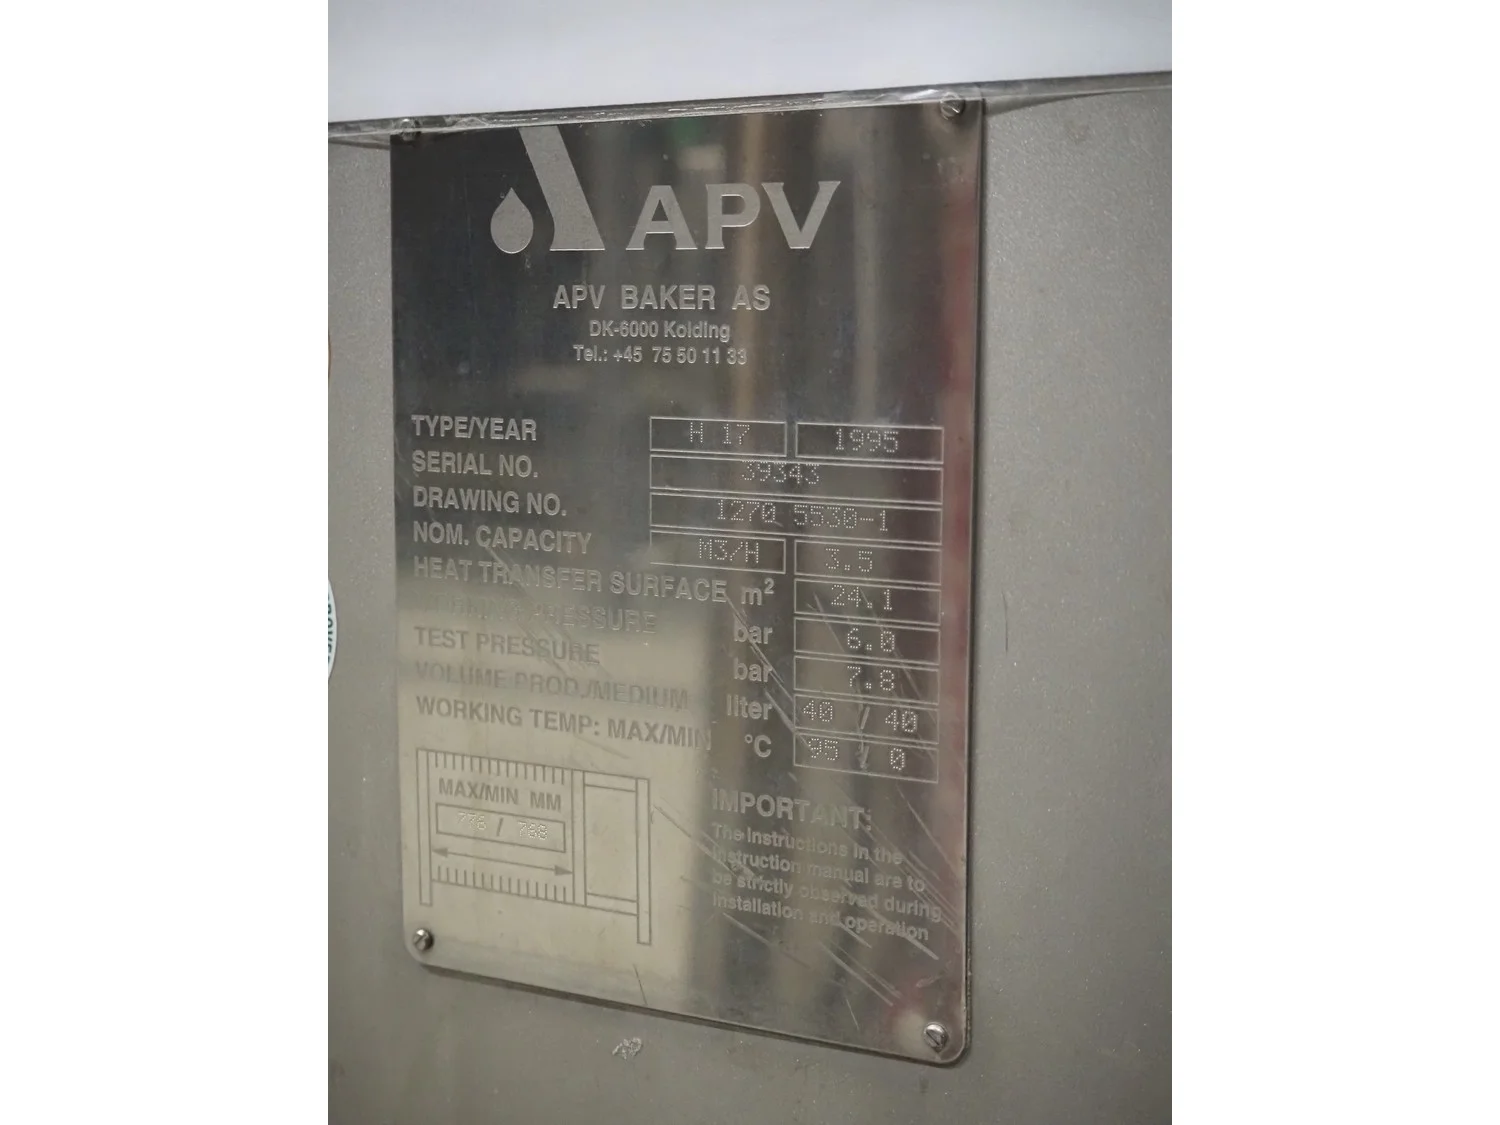 APV
APV BAKER AS
DK-6000 Kolding
Tel.: +45 75 50 11 33
TYPE/YEAR H 17 1995
SERIAL NO. 39343
DRAWING NO. 1270 5530-1
NOM. CAPACITY M3/H 3.5
HEAT TRANSFER SURFACE m² 24.1
PRESSURE bar 6.0
TEST PRESSURE bar 7.8
VOLUME PROD./MEDIUM liter 40 / 40
WORKING TEMP: MAX/MIN °C 95 / 0
MAX/MIN MM
/
IMPORTANT:
The instructions in the
instruction manual are to
be strictly observed during
installation and operation